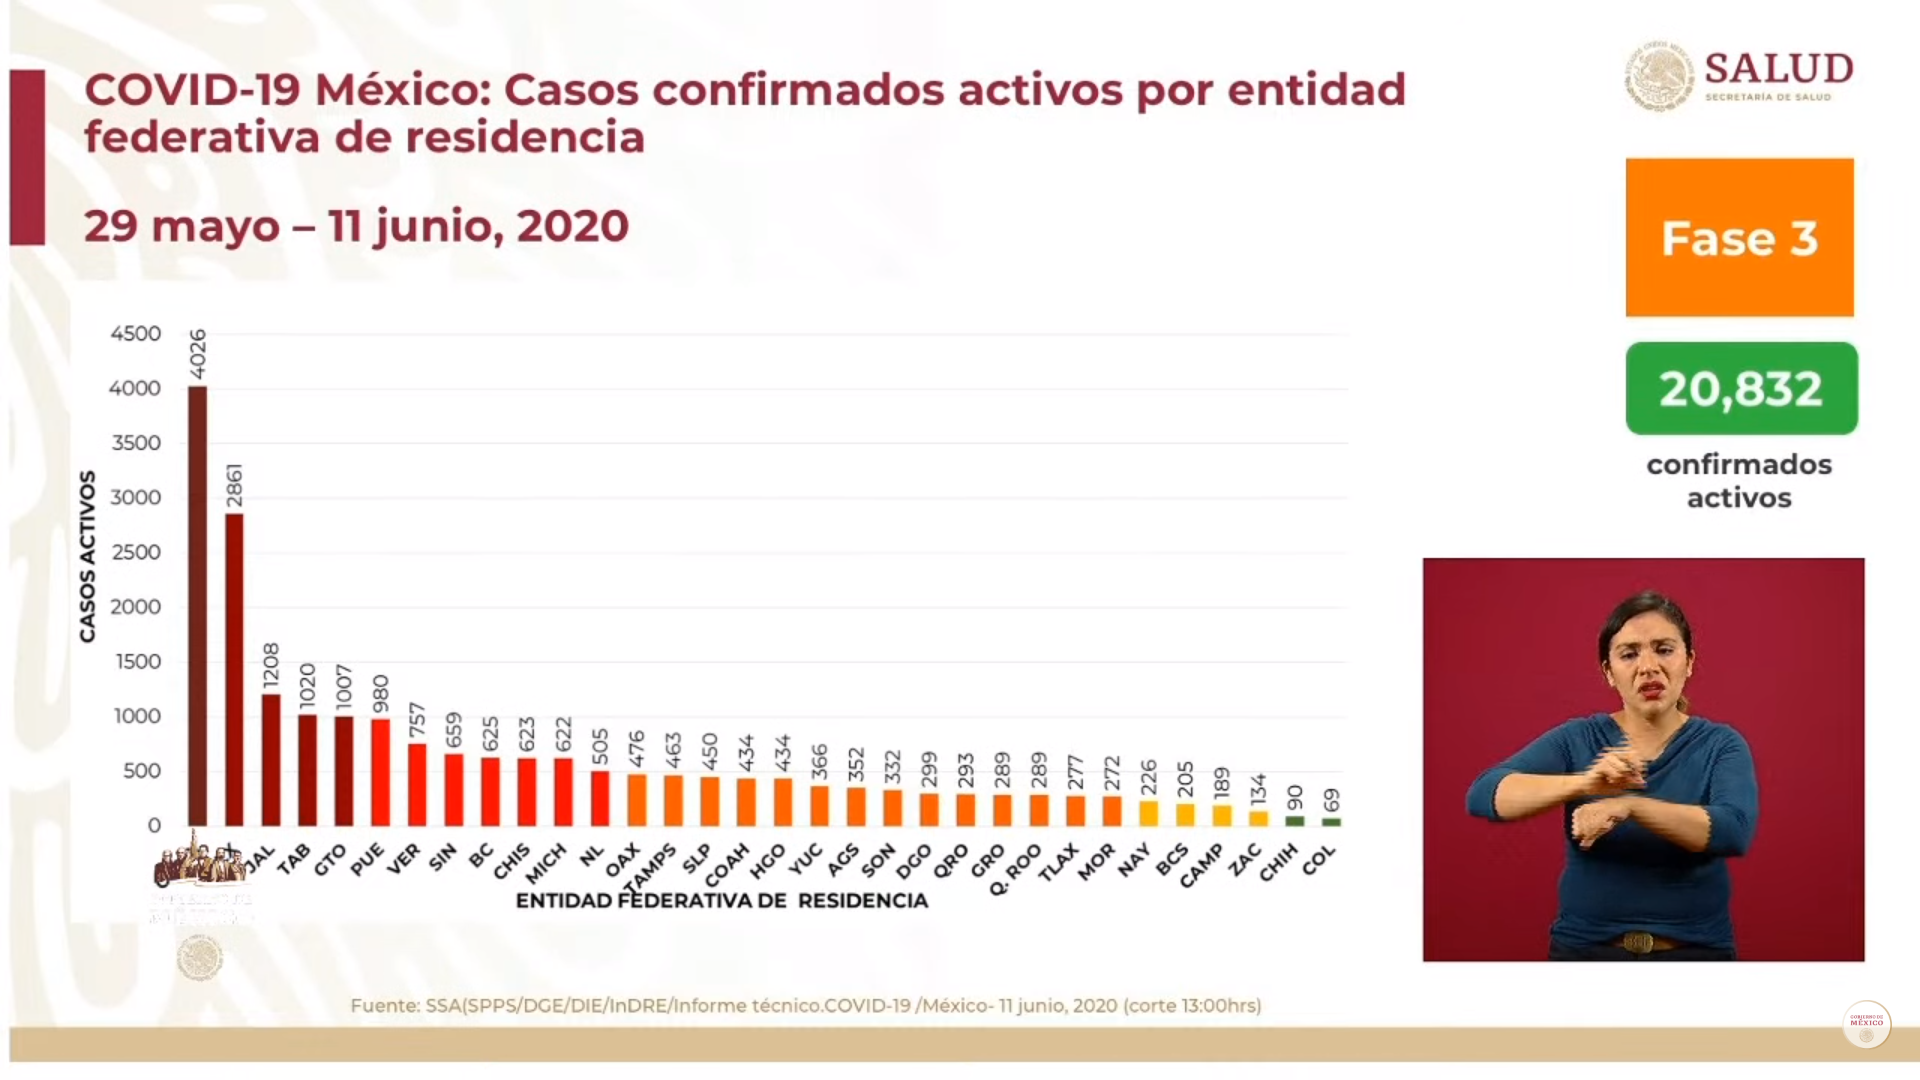 COVID-19 México: Casos confirmados activos por entidad
federativa de residencia
29 mayo – 11 junio, 2020
SALUD
SECRETARÍA DE SALUD
Fase 3
20,832
confirmados
activos
CASOS ACTIVOS
4500
4000
3500
3000
2500
2000
1500
1000
500
0
4026
2861
1208
1020
1007
980
757
659
625
623
622
505
476
463
450
434
434
366
352
332
299
293
289
289
277
272
226
205
189
134
90
69
JAL
TAB
GTO
PUE
VER
SIN
BC
CHIS
MICH
NL
OAX
TAMPS
SLP
COAH
HGO
YUC
AGS
SON
DGO
QRO
GRO
Q. ROO
TLAX
MOR
NAY
BCS
CAMP
ZAC
CHIH
COL
ENTIDAD FEDERATIVA DE RESIDENCIA
Fuente: SSA(SPPS/DGE/DIE/InDRE/Informe técnico.COVID-19 /México- 11 junio, 2020 (corte 13:00hrs)
GOBIERNO DE
MÉXICO